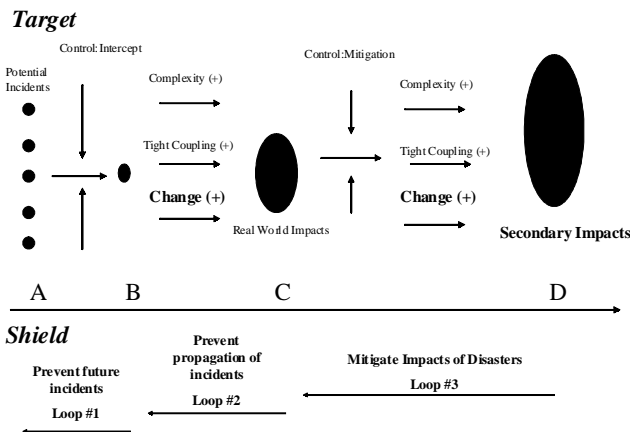 Target
Control:Intercept
Potential
Incidents
Complexity (+)
Tight Coupling (+)
Change (+)
Real World Impacts
Control:Mitigation
Complexity (+)
Tight Coupling (+)
Change (+)
Secondary Impacts
A B C D
Shield
Prevent future
incidents
Loop #1
Prevent
propagation of
incidents
Loop #2
Mitigate Impacts of Disasters
Loop #3